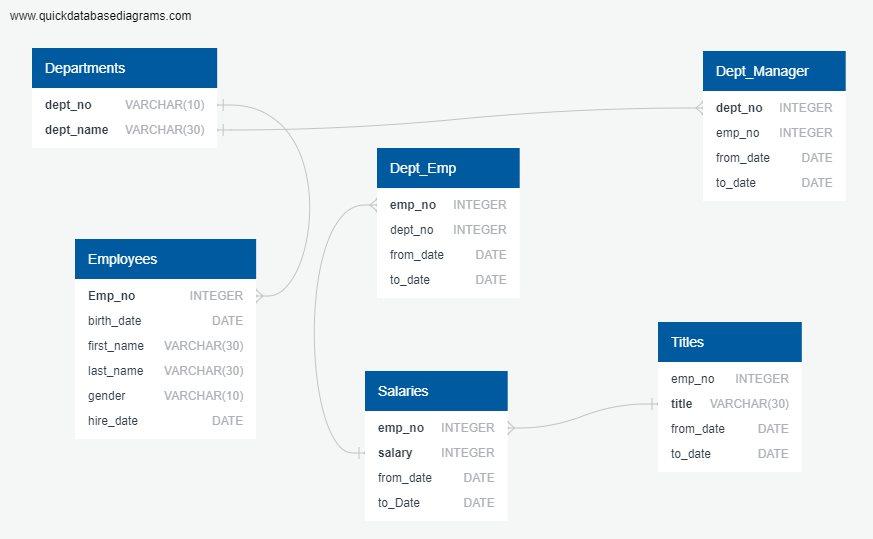 www.quickdatabasediagrams.com
Departments
dept_no VARCHAR(10)
dept_name VARCHAR(30)
Dept_Manager
dept_no INTEGER
emp_no INTEGER
from_date DATE
to_date DATE
Dept_Emp
emp_no INTEGER
dept_no INTEGER
from_date DATE
to_date DATE
Employees
Emp_no INTEGER
birth_date DATE
first_name VARCHAR(30)
last_name VARCHAR(30)
gender VARCHAR(10)
hire_date DATE
Salaries
emp_no INTEGER
salary INTEGER
from_date DATE
to_Date DATE
Titles
emp_no INTEGER
title VARCHAR(30)
from_date DATE
to_date DATE